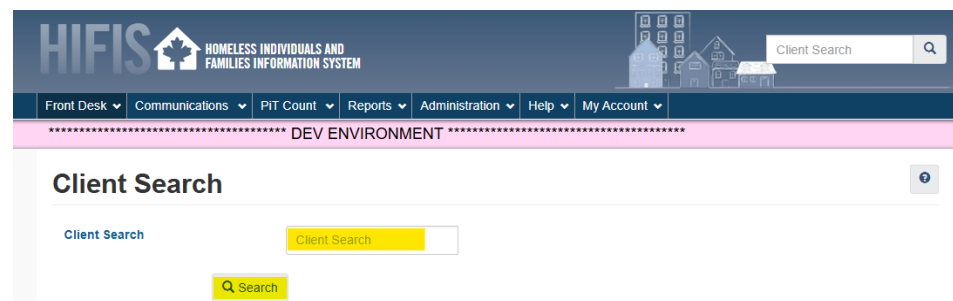 HIFIS HOMELESS INDIVIDUALS AND
FAMILIES INFORMATION SYSTEM
Client Search
Front Desk Communications PiT Count Reports Administration Help My Account
*************************************** DEV ENVIRONMENT ***************************************
Client Search
Client Search
Client Search
Search